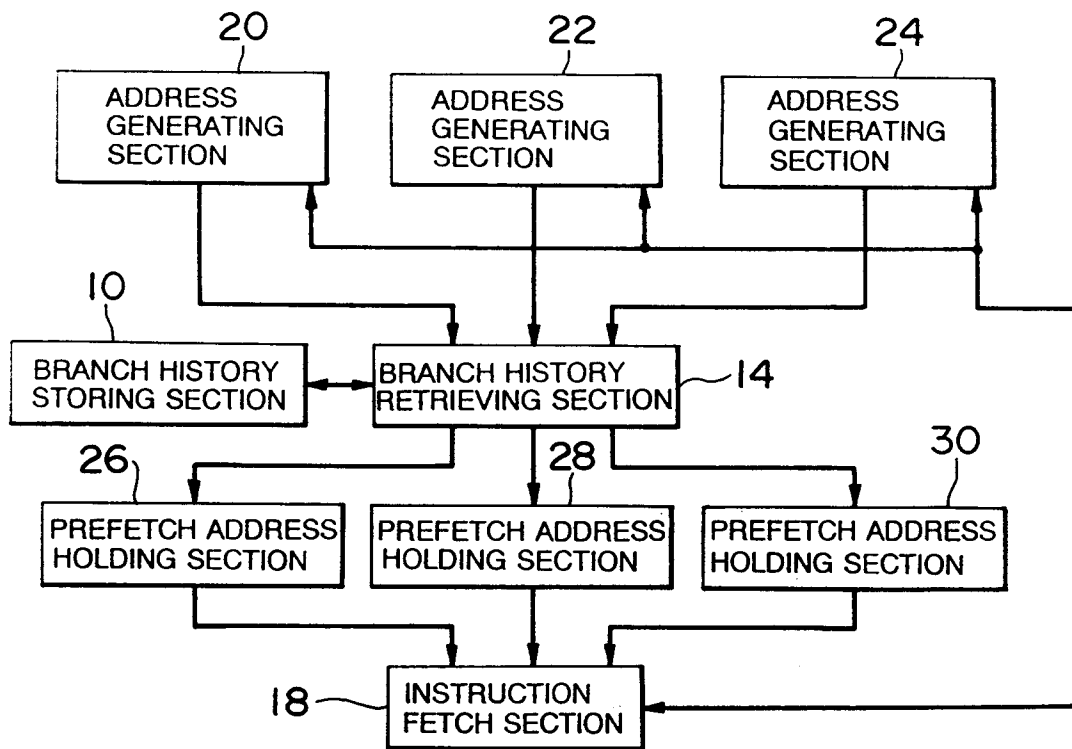 20
22
24
ADDRESS
GENERATING
SECTION
ADDRESS
GENERATING
SECTION
ADDRESS
GENERATING
SECTION
10
BRANCH HISTORY
STORING SECTION
BRANCH HISTORY
RETRIEVING SECTION
14
26
28
30
PREFETCH ADDRESS
HOLDING SECTION
PREFETCH ADDRESS
HOLDING SECTION
PREFETCH ADDRESS
HOLDING SECTION
18
INSTRUCTION
FETCH SECTION